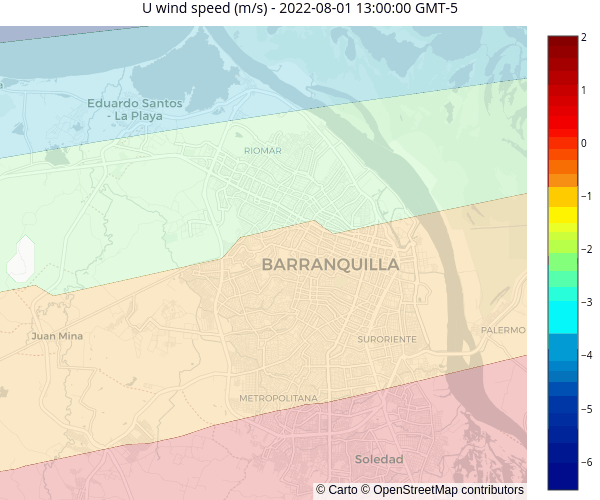 U wind speed (m/s) - 2022-08-01 13:00:00 GMT-5
2
1
0
−1
−2
−3
−4
−5
−6
Eduardo Santos
- La Playa
RIOMAR
BARRANQUILLA
Juan Mina
SURORIENTE
PALERMO
METROPOLITANA
Soledad
© Carto © OpenStreetMap contributors